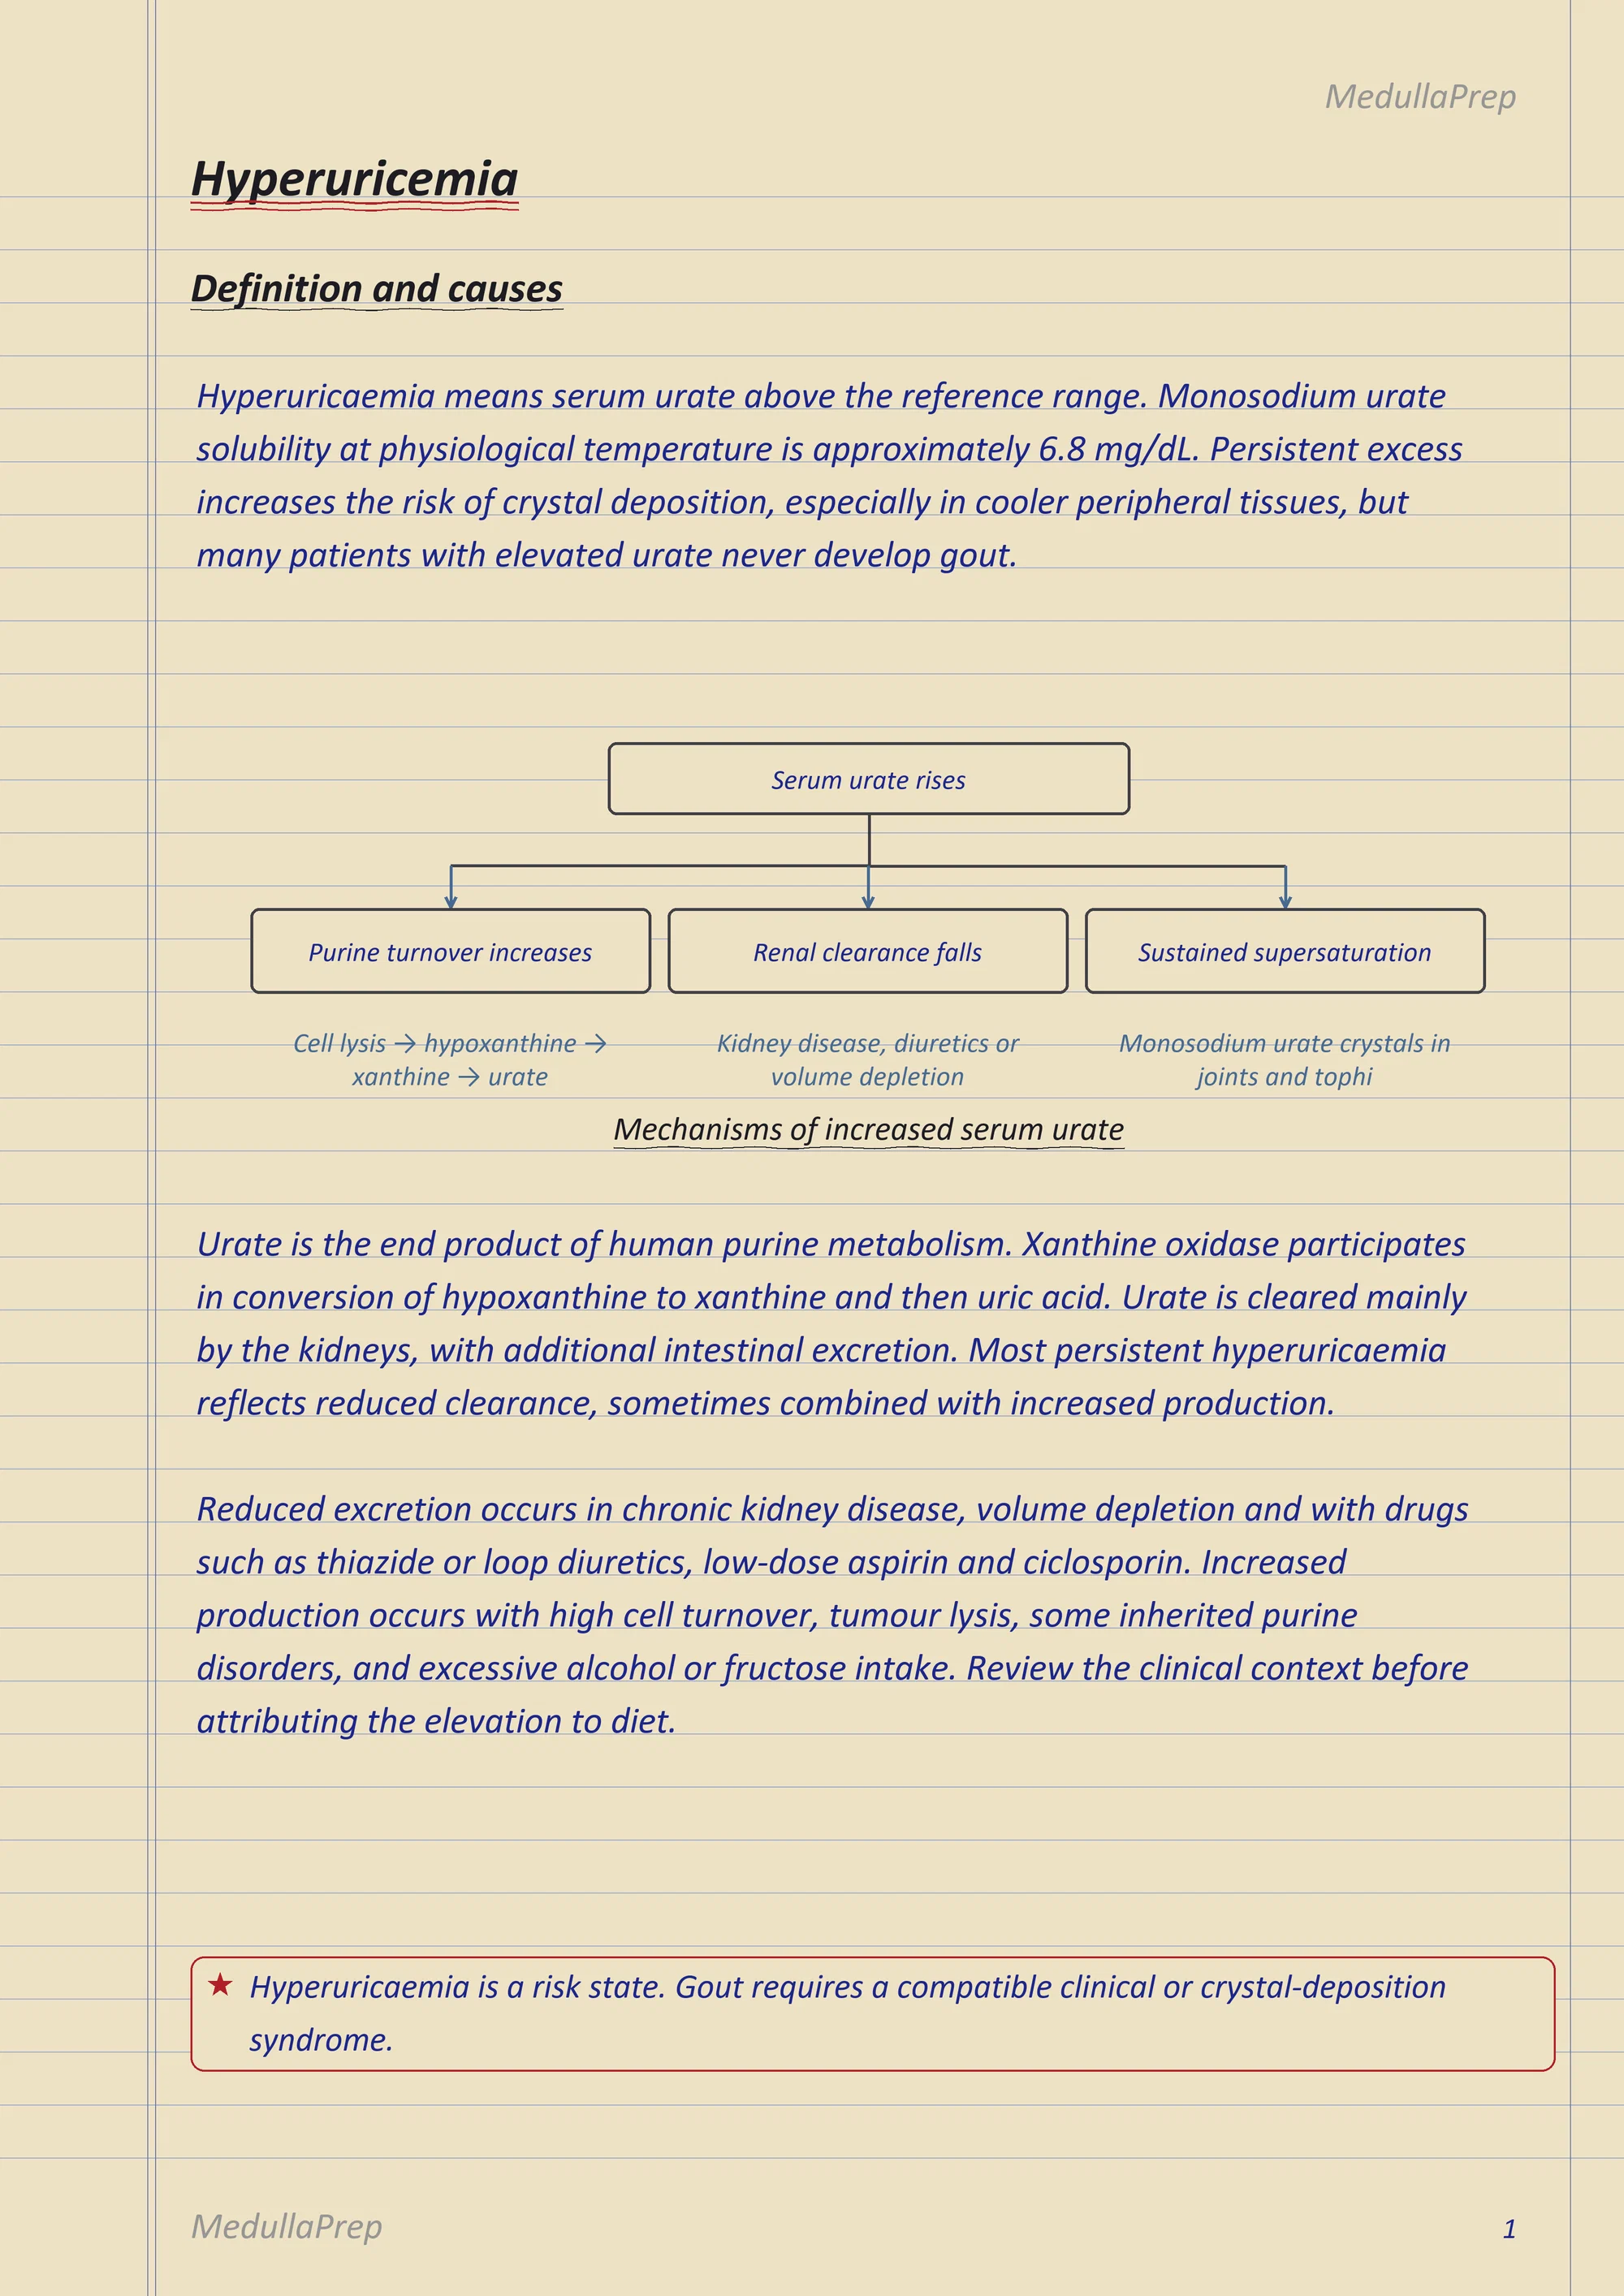 MedullaPrep
Hyperuricemia
Definition and causes
Hyperuricaemia means serum urate above the reference range. Monosodium urate
solubility at physiological temperature is approximately 6.8 mg/dL. Persistent excess
increases the risk of crystal deposition, especially in cooler peripheral tissues, but
many patients with elevated urate never develop gout.
Serum urate rises
Purine turnover increases
Renal clearance falls
Sustained supersaturation
Cell lysis → hypoxanthine →
xanthine → urate
Kidney disease, diuretics or
volume depletion
Monosodium urate crystals in
joints and tophi
Mechanisms of increased serum urate
Urate is the end product of human purine metabolism. Xanthine oxidase participates
in conversion of hypoxanthine to xanthine and then uric acid. Urate is cleared mainly
by the kidneys, with additional intestinal excretion. Most persistent hyperuricaemia
reflects reduced clearance, sometimes combined with increased production.
Reduced excretion occurs in chronic kidney disease, volume depletion and with drugs
such as thiazide or loop diuretics, low-dose aspirin and ciclosporin. Increased
production occurs with high cell turnover, tumour lysis, some inherited purine
disorders, and excessive alcohol or fructose intake. Review the clinical context before
attributing the elevation to diet.
★ Hyperuricaemia is a risk state. Gout requires a compatible clinical or crystal-deposition
syndrome.
MedullaPrep
1